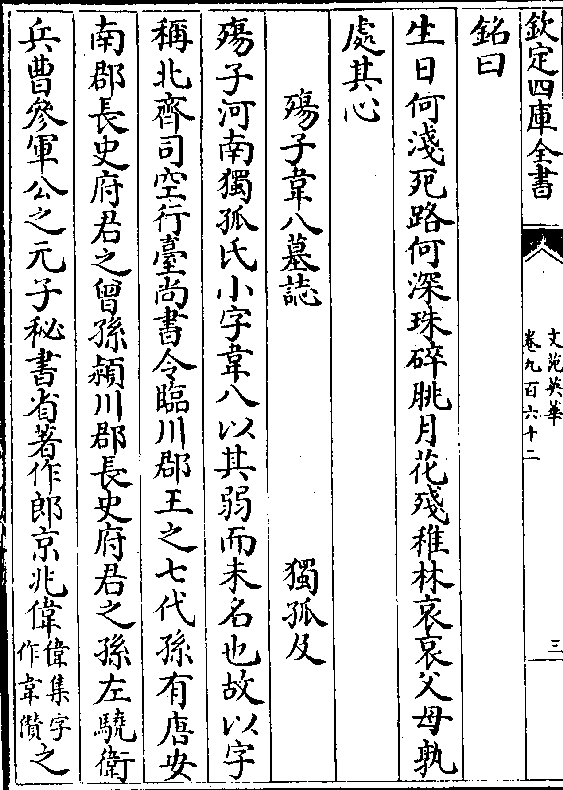 欽定四庫全書
文苑英華
卷九百六十二
三
銘曰
生日何淺死路何深珠碎朓月花殘稚林哀哀父母孰
處其心
殤子韋八墓誌
獨孤及
殤子河南獨孤氏小字韋八以其弱而未名也故以字
稱北齊司空行臺尚書令臨川郡王之七代孫有唐安
南郡長史府君之曾孫潁川郡長史府君之孫左驍衛
兵曹參軍公之元子秘書省著作郎京兆偉偉集字作韋儹之